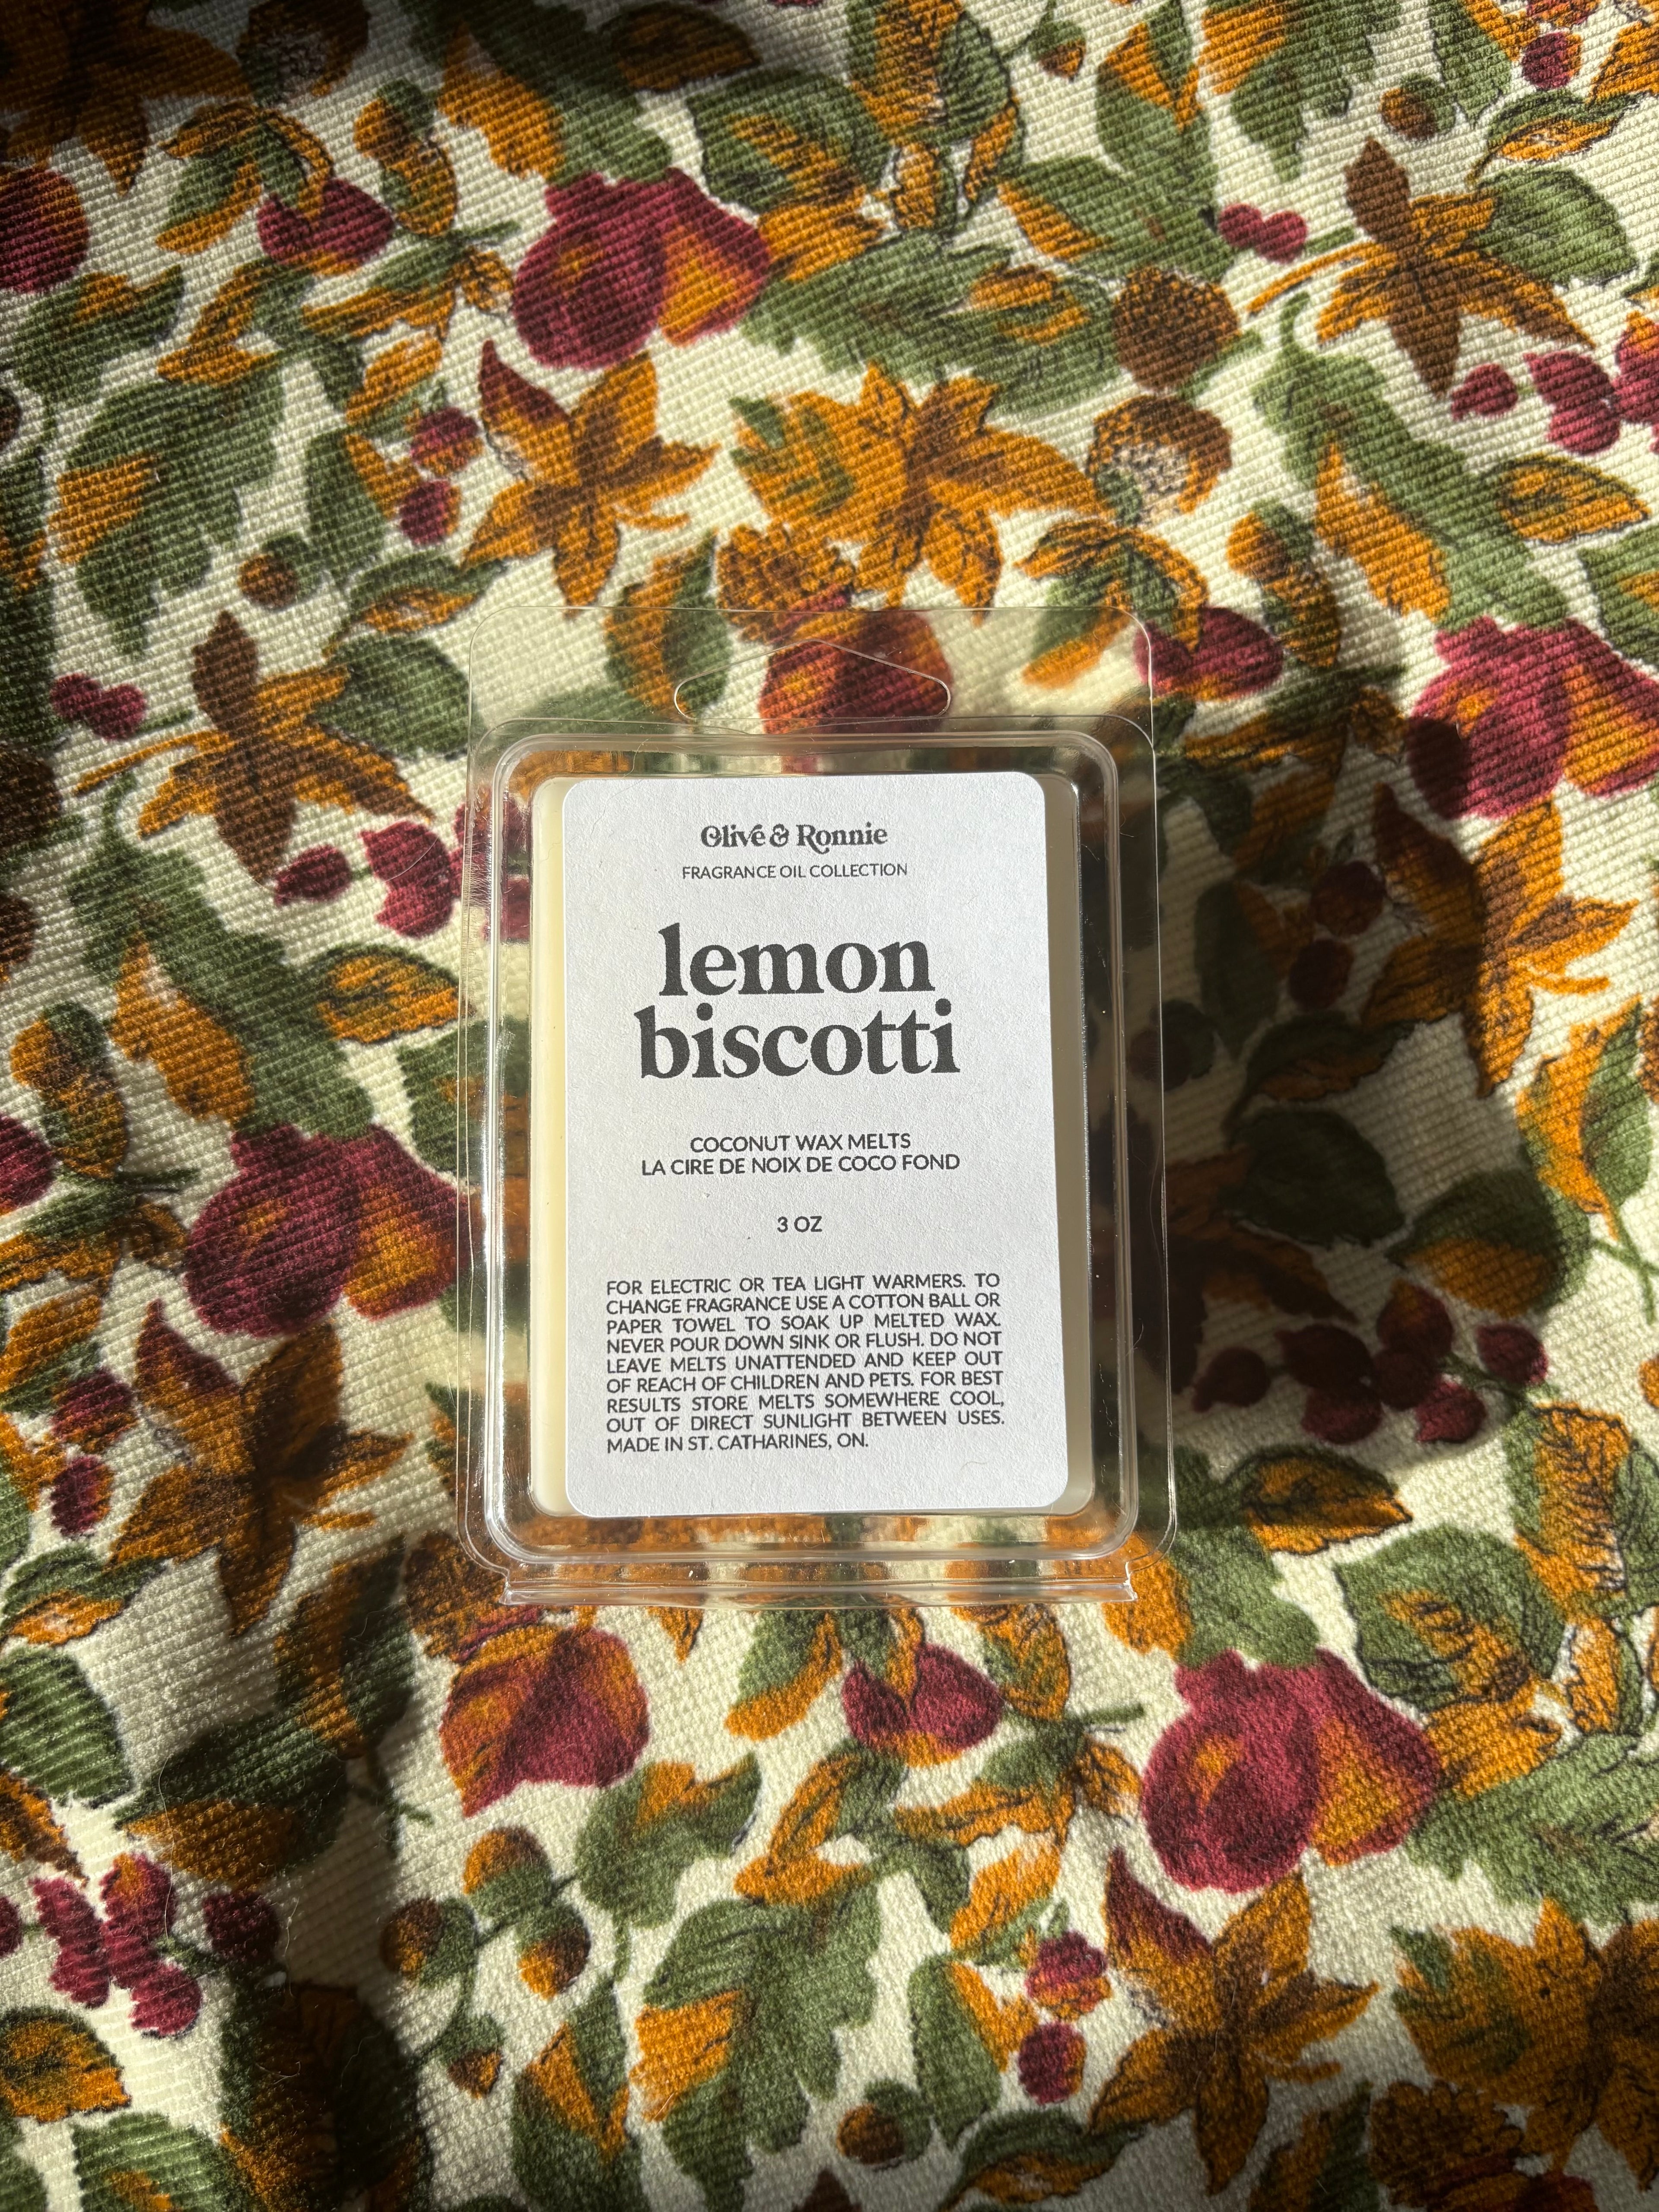 Olive & Ronnie
FRAGRANCE OIL COLLECTION
lemon
biscotti
COCONUT WAX MELTS
LA CIRE DE NOIX DE COCO FOND
3 OZ
FOR ELECTRIC OR TEA LIGHT WARMERS. TO
CHANGE FRAGRANCE USE A COTTON BALL OR
PAPER TOWEL TO SOAK UP MELTED WAX.
NEVER POUR DOWN SINK OR FLUSH. DO NOT
LEAVE MELTS UNATTENDED AND KEEP OUT
OF REACH OF CHILDREN AND PETS. FOR BEST
RESULTS STORE MELTS SOMEWHERE COOL,
OUT OF DIRECT SUNLIGHT BETWEEN USES.
MADE IN ST. CATHARINES, ON.